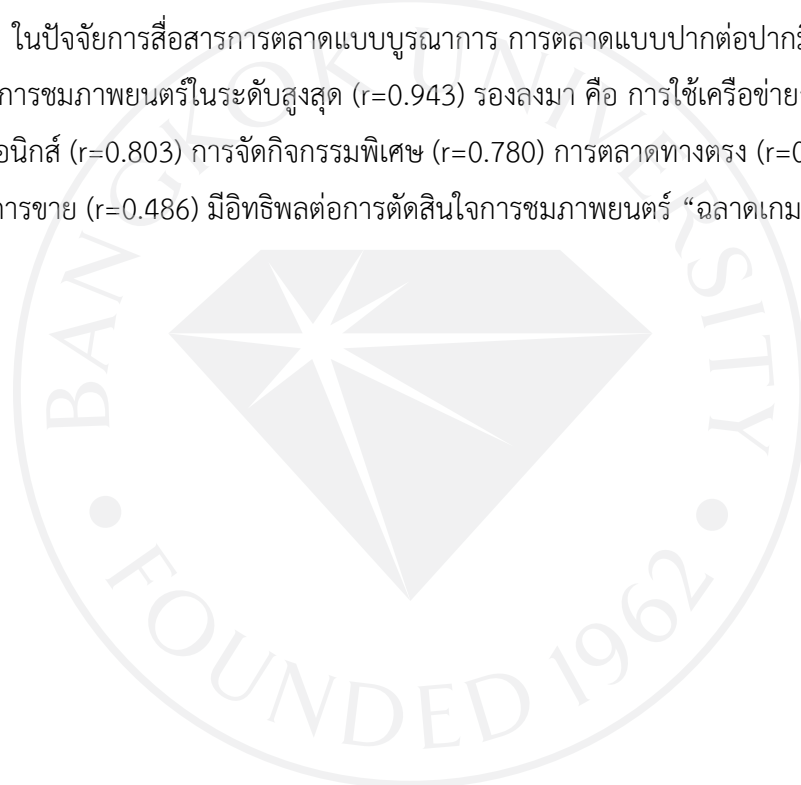 ในปัจจัยการสื่อสารการตลาดแบบบูรณาการ การตลาดแบบปากต่อปาก
การชมภาพยนตร์ในระดับสูงสุด (r=0.943) รองลงมา คือ การใช้เครือข่าย
อนิกส์ (r=0.803) การจัดกิจกรรมพิเศษ (r=0.780) การตลาดทางตรง (r=0
การขาย (r=0.486) มีอิทธิพลต่อการตัดสินใจการชมภาพยนตร์ “ฉลาดเกม
BANGKOK UNIVERSITY
FOUNDED 1962